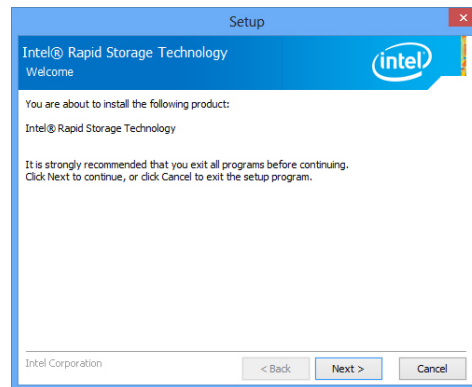 Setup
Intel® Rapid Storage Technology
Welcome
intel
You are about to install the following product:
Intel® Rapid Storage Technology
It is strongly recommended that you exit all programs before continuing.
Click Next to continue, or click Cancel to exit the setup program.
Intel Corporation
< Back Next > Cancel